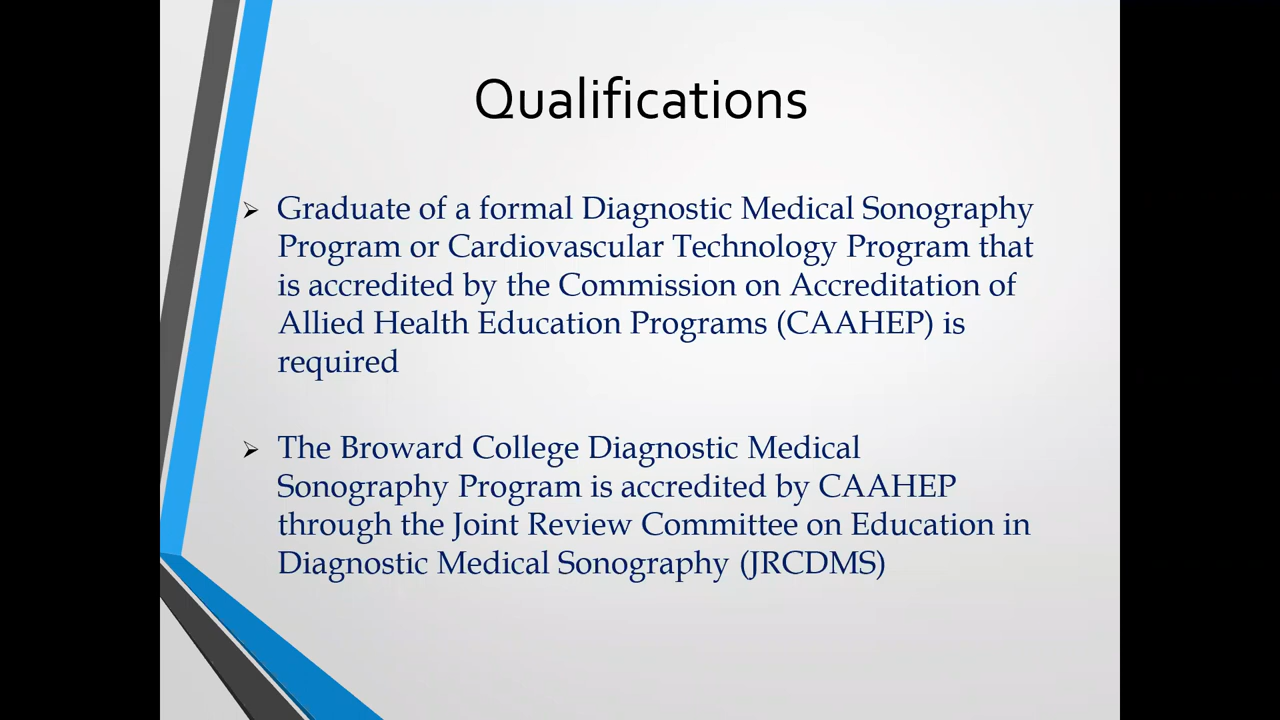 Qualifications
Graduate of a formal Diagnostic Medical Sonography
Program or Cardiovascular Technology Program that
is accredited by the Commission on Accreditation of
Allied Health Education Programs (CAAHEP) is
required
The Broward College Diagnostic Medical
Sonography Program is accredited by CAAHEP
through the Joint Review Committee on Education in
Diagnostic Medical Sonography (JRCDMS)